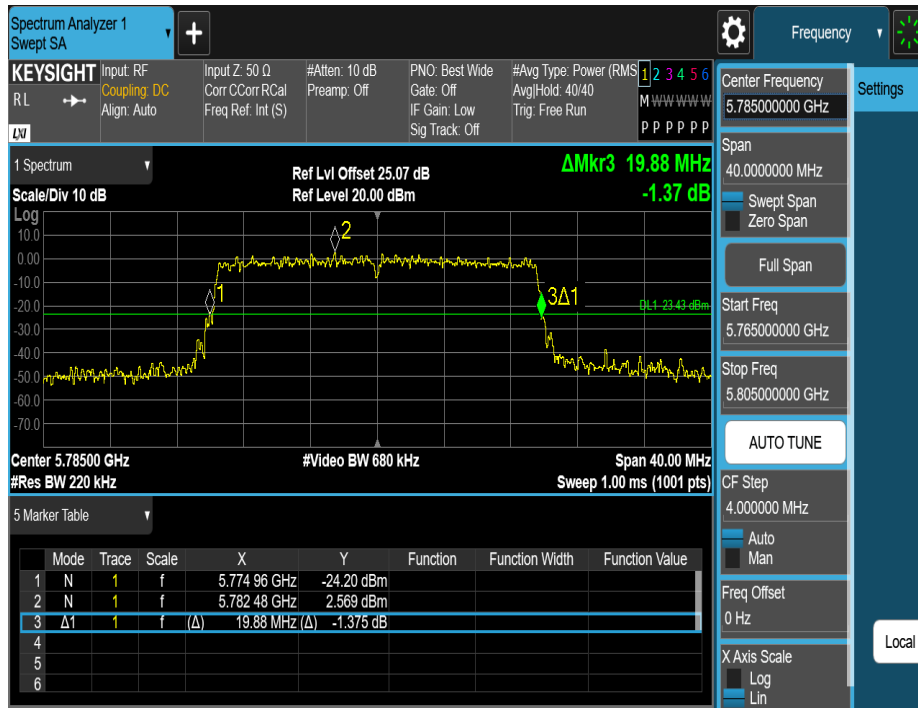 Spectrum Analyzer 1
Swept SA
+
Frequency
KEYSIGHT
RL
LXI
Input: RF
Coupling: DC
Align: Auto
Input Z: 50 Ω
Corr CCorr RCal
Freq Ref: Int (S)
#Atten: 10 dB
Preamp: Off
PNO: Best Wide
Gate: Off
IF Gain: Low
Sig Track: Off
#Avg Type: Power (RMS
Avg|Hold: 40/40
Trig: Free Run
1 2 3 4 5 6
M W W W W W
P P P P P P
1 Spectrum
Scale/Div 10 dB
Ref Lvl Offset 25.07 dB
Ref Level 20.00 dBm
ΔMkr3 19.88 MHz
-1.37 dB
Log
10.0
0.00
-10.0
-20.0
-30.0
-40.0
-50.0
-60.0
-70.0
1
2
3Δ1
DL1 -23.43 dBm
Center 5.78500 GHz
#Video BW 680 kHz
Span 40.00 MHz
#Res BW 220 kHz
Sweep 1.00 ms (1001 pts)
5 Marker Table
Mode Trace Scale X Y Function Function Width Function Value
1 N 1 f 5.774 96 GHz -24.20 dBm
2 N 1 f 5.782 48 GHz 2.569 dBm
3 Δ1 1 f (Δ) 19.88 MHz (Δ) -1.375 dB
4
5
6
Center Frequency
5.785000000 GHz
Span
40.0000000 MHz
Swept Span
Zero Span
Full Span
Start Freq
5.765000000 GHz
Stop Freq
5.805000000 GHz
AUTO TUNE
CF Step
4.000000 MHz
Auto
Man
Freq Offset
0 Hz
X Axis Scale
Log
Lin
Settings
Local